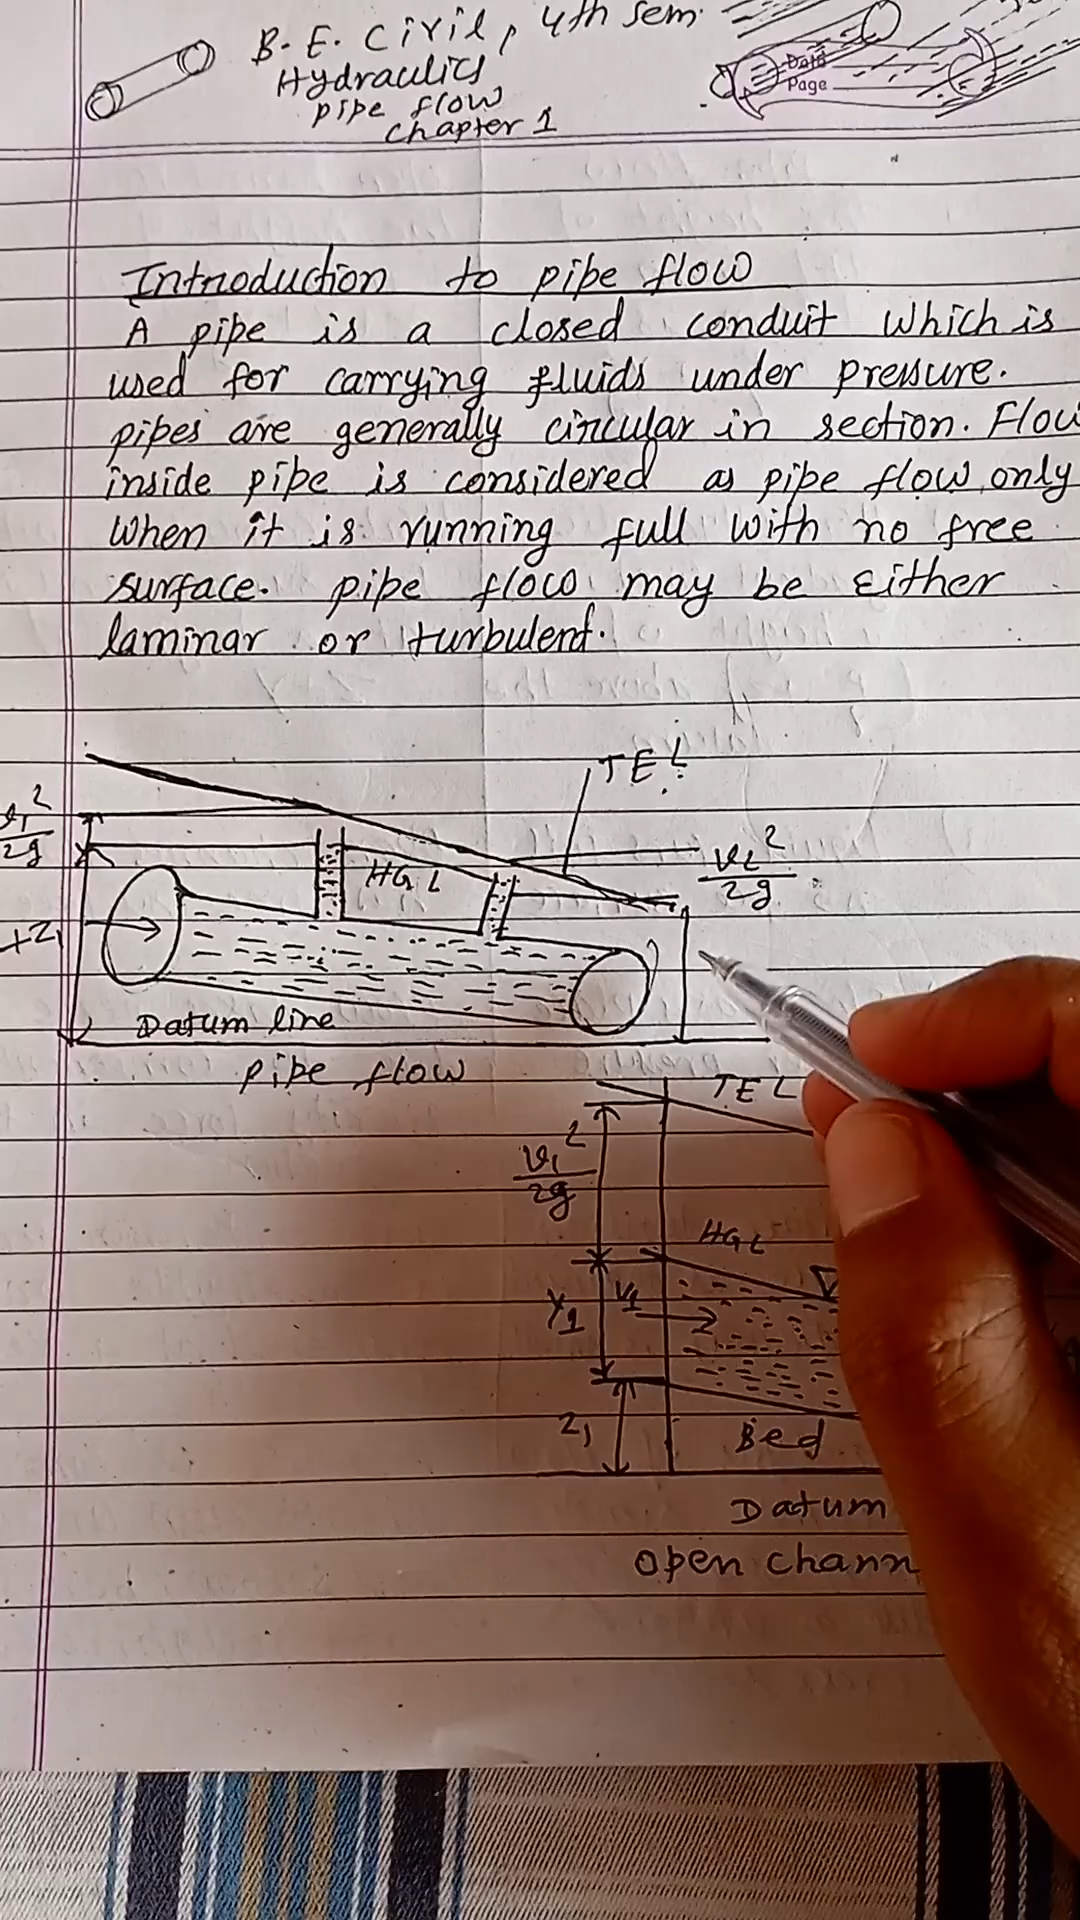 B.E. Civil, 4th Sem.
Hydraulics
pipe flow
chapter 1
Date
Page
Introduction to pipe flow
A pipe is a closed conduit which is
used for carrying fluids under pressure.
pipes are generally circular in section. Flow
inside pipe is considered as pipe flow only
when it is running full with no free
surface. pipe flow may be either
laminar or turbulent.
TEL
v₁²/2g
HGL
v₂²/2g
+Z₁
Datum line
pipe flow
TEL
v₁²/2g
HGL
Y₁
V₁
Z₁
Bed
Datum
open chann